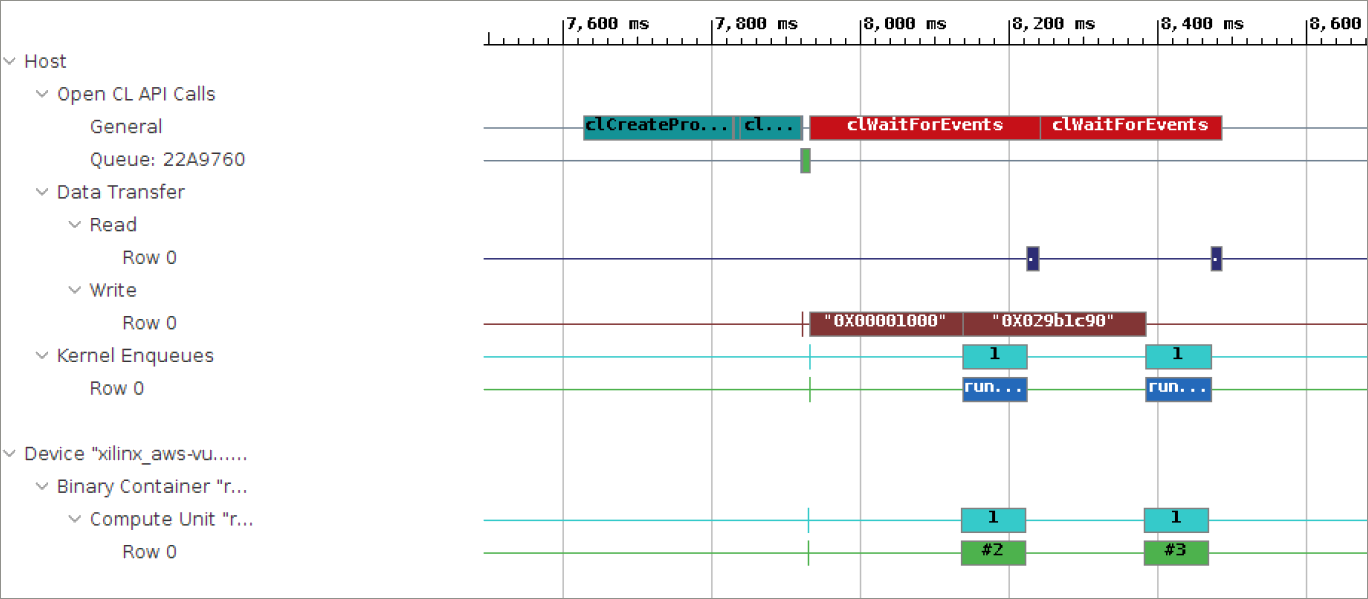 7,600 ms 7,800 ms 8,000 ms 8,200 ms 8,400 ms 8,600
Host
Open CL API Calls
General clCreatePro... cl... clWaitForEvents clWaitForEvents
Queue: 22A9760
Data Transfer
Read
Row 0 . .
Write
Row 0 "0X00001000" "0X029b1c90"
Kernel Enqueues 1 1
Row 0 run... run...
Device "xilinx_aws-vu......
Binary Container "r...
Compute Unit "r... 1 1
Row 0 #2 #3